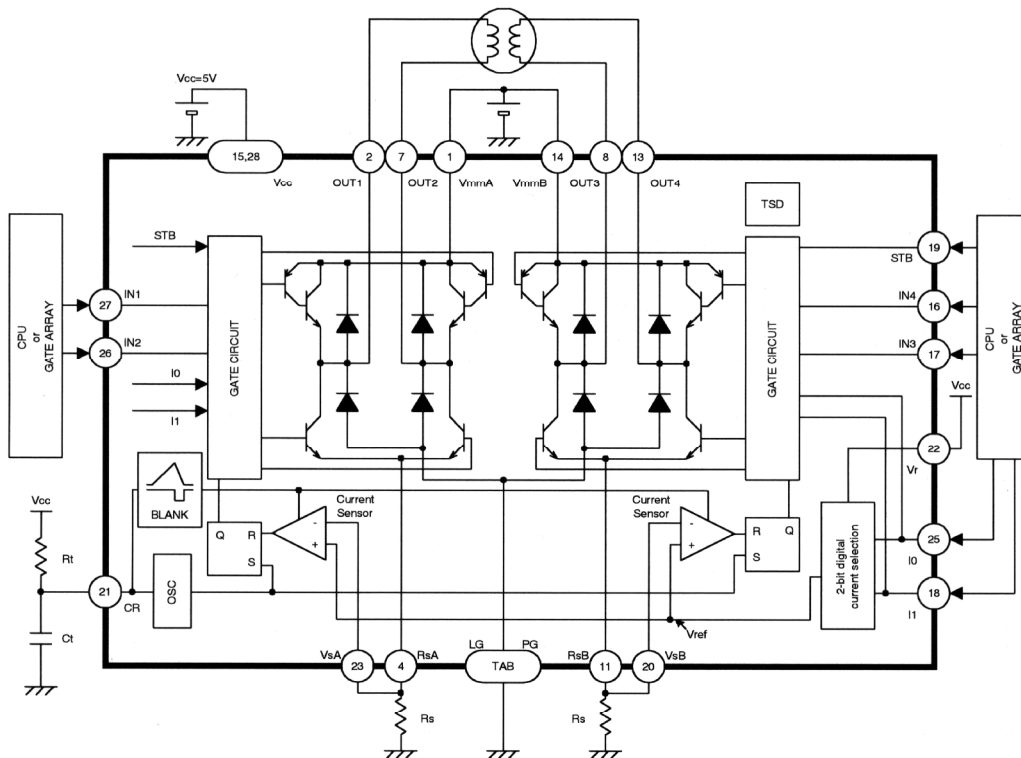 Vcc=5V
15,28
2
7
1
14
8
13
Vcc
OUT1
OUT2
VmmA
VmmB
OUT3
OUT4
TSD
STB
19
STB
CPU
or
GATE ARRAY
27
IN1
IN4
16
26
IN2
IN3
17
CPU
or
GATE ARRAY
GATE CIRCUIT
GATE CIRCUIT
I0
I1
Vcc
22
Vr
BLANK
Current
Sensor
Current
Sensor
Vcc
Q
R
S
-
+
-
+
R
Q
S
2-bit digital
current selection
25
I0
Rt
21
CR
OSC
18
I1
Ct
Vref
VsA
RsA
LG
PG
RsB
VsB
23
4
TAB
11
20
Rs
Rs